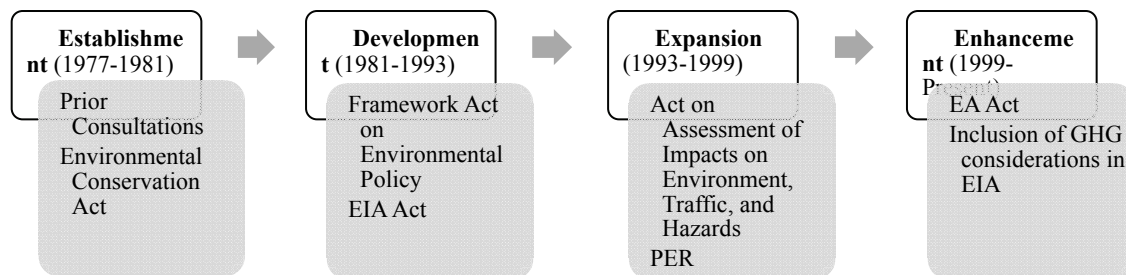 Establishme
nt (1977-1981)
Prior
Consultations
Environmental
Conservation
Act
Developmen
t (1981-1993)
Framework Act
on
Environmental
Policy
EIA Act
Expansion
(1993-1999)
Act on
Assessment of
Impacts on
Environment,
Traffic, and
Hazards
PER
Enhanceme
nt (1999-
Present)
EA Act
Inclusion of GHG
considerations in
EIA